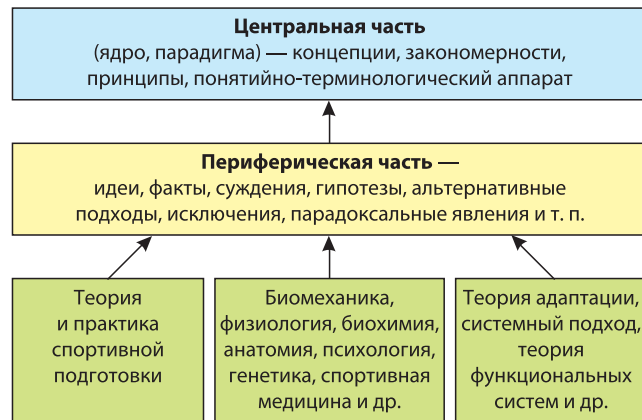 Центральная часть
(ядро, парадигма) — концепции, закономерности,
принципы, понятийно-терминологический аппарат
Периферическая часть —
идеи, факты, суждения, гипотезы, альтернативные
подходы, исключения, парадоксальные явления и т. п.
Теория
и практика
спортивной
подготовки
Биомеханика,
физиология, биохимия,
анатомия, психология,
генетика, спортивная
медицина и др.
Теория адаптации,
системный подход,
теория
функциональных
систем и др.